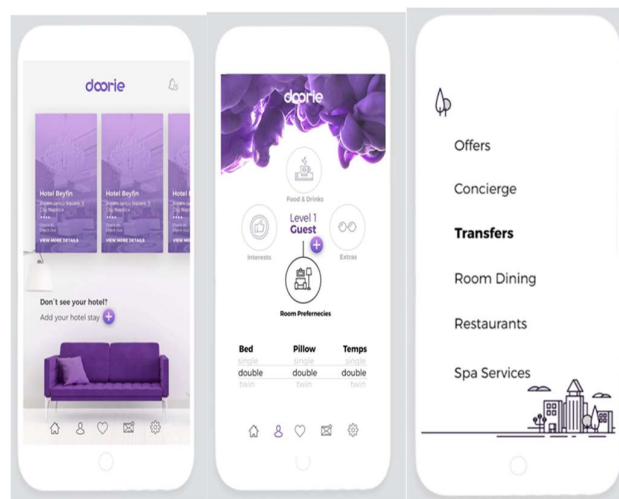 doorie
Hotel Beyfin
Hotel Beyfin
Hotel B
VIEW MORE DETAILS
VIEW MORE DETAILS
VIEW M
Don't see your hotel?
Add your hotel stay
doorie
Food & Drinks
Level 1
Guest
Interests
Extras
Room Prefernecies
Bed Pillow Temps
single single single
double double double
twin twin twin
Offers
Concierge
Transfers
Room Dining
Restaurants
Spa Services